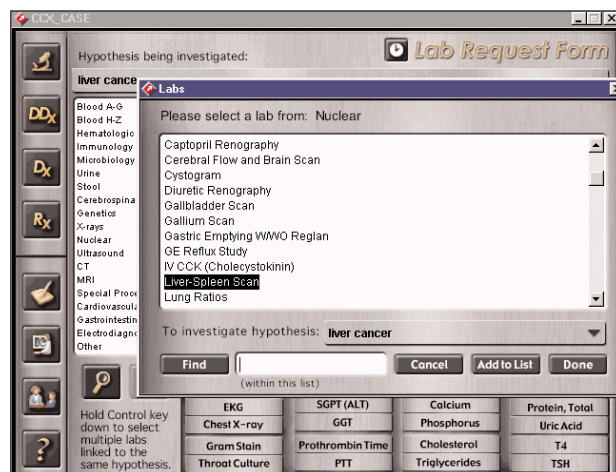 CCX_CASE
Hypothesis being investigated:
Lab Request Form
liver cance
Labs
Blood A-G
Blood H-Z
Hematologic
Immunology
Microbiology
Urine
Stool
Cerebrospina
Genetics
X-rays
Nuclear
Ultrasound
CT
MRI
Special Proce
Cardiovascula
Gastrointestin
Electrodiagno
Other
DDx
Dx
Rx
?
Please select a lab from: Nuclear
Captopril Renography
Cerebral Flow and Brain Scan
Cystogram
Diuretic Renography
Gallbladder Scan
Gallium Scan
Gastric Emptying W/WO Reglan
GE Reflux Study
IV CCK (Cholecystokinin)
Liver-Spleen Scan
Lung Ratios
To investigate hypothesis: liver cancer
Find
Cancel
Add to List
Done
(within this list)
Hold Control key
down to select
multiple labs
linked to the
same hypothesis.
EKG
SGPT (ALT)
Calcium
Protein, Total
Chest X-ray
GGT
Phosphorus
Uric Acid
Gram Stain
Prothrombin Time
Cholesterol
T4
Throat Culture
PTT
Triglycerides
TSH